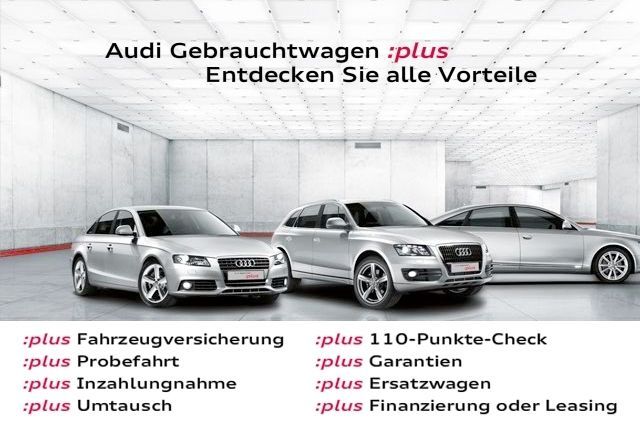 Audi Gebrauchtwagen :plus
Entdecken Sie alle Vorteile
:plus Fahrzeugversicherung
:plus Probefahrt
:plus Inzahlungnahme
:plus Umtausch
:plus 110-Punkte-Check
:plus Garantien
:plus Ersatzwagen
:plus Finanzierung oder Leasing